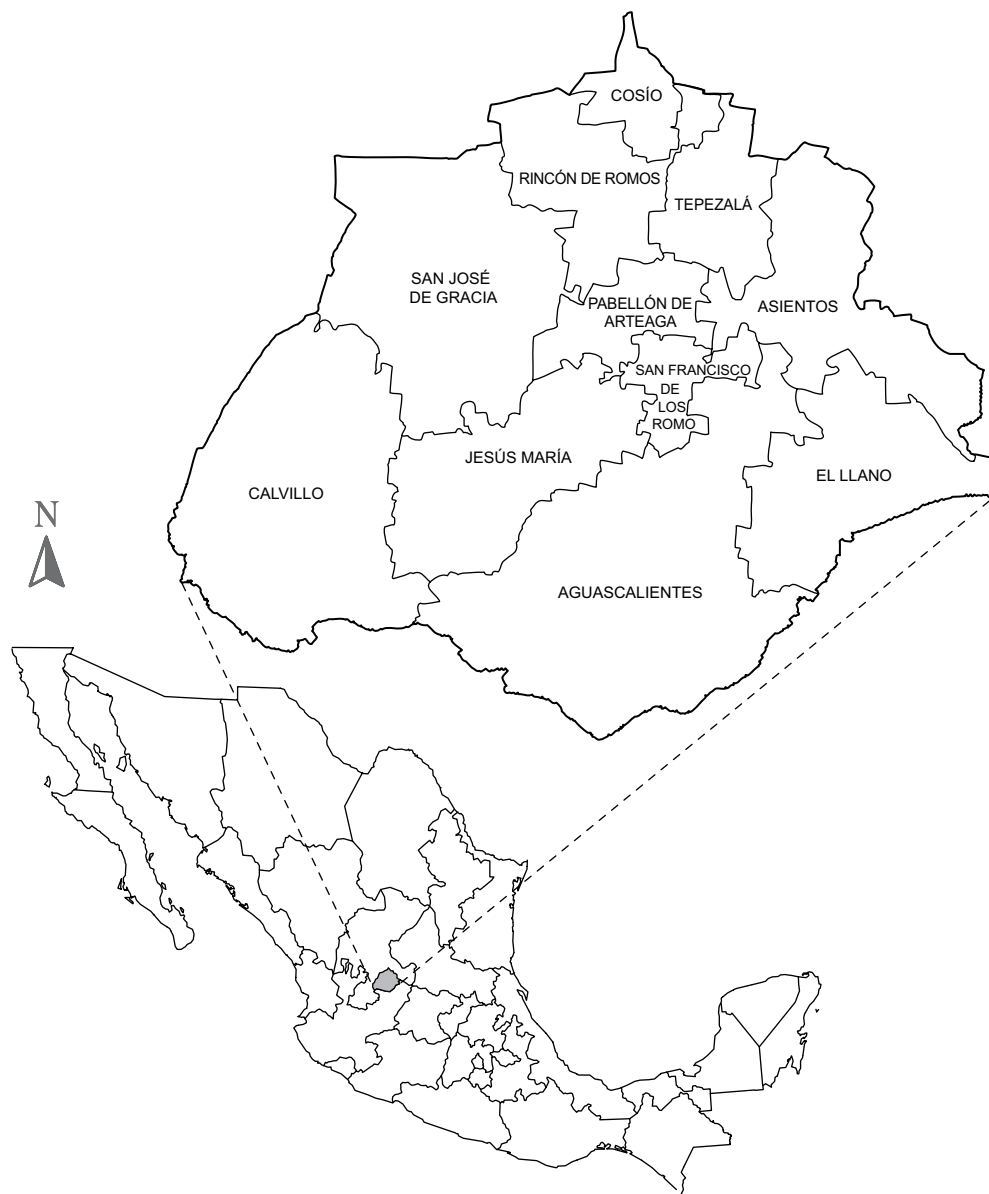 COSÍO
RINCÓN DE ROMOS
TEPEZALÁ
SAN JOSÉ
DE GRACIA
PABELLÓN DE
ARTEAGA
ASIENTOS
SAN FRANCISCO
DE
LOS
ROMO
JESÚS MARÍA
EL LLANO
CALVILLO
N
AGUASCALIENTES